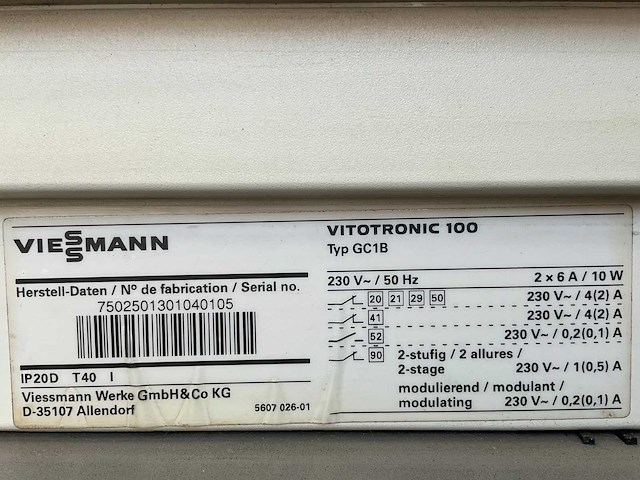 VIESSMANN
Herstell-Daten / Nº de fabrication / Serial no.
7502501301040105
IP20D T40 I
Viessmann Werke GmbH&Co KG
D-35107 Allendorf
5607 026-01
VITOTRONIC 100
Typ GC1B
230 V~ / 50 Hz 2 x 6 A / 10 W
20 21 29 50 230 V~ / 4(2) A
41 230 V~ / 4(2) A
52 230 V~ / 0,2(0,1) A
90 2-stufig / 2 allures /
2-stage 230 V~ / 1(0,5) A
modulierend / modulant /
modulating 230 V~ / 0,2(0,1) A